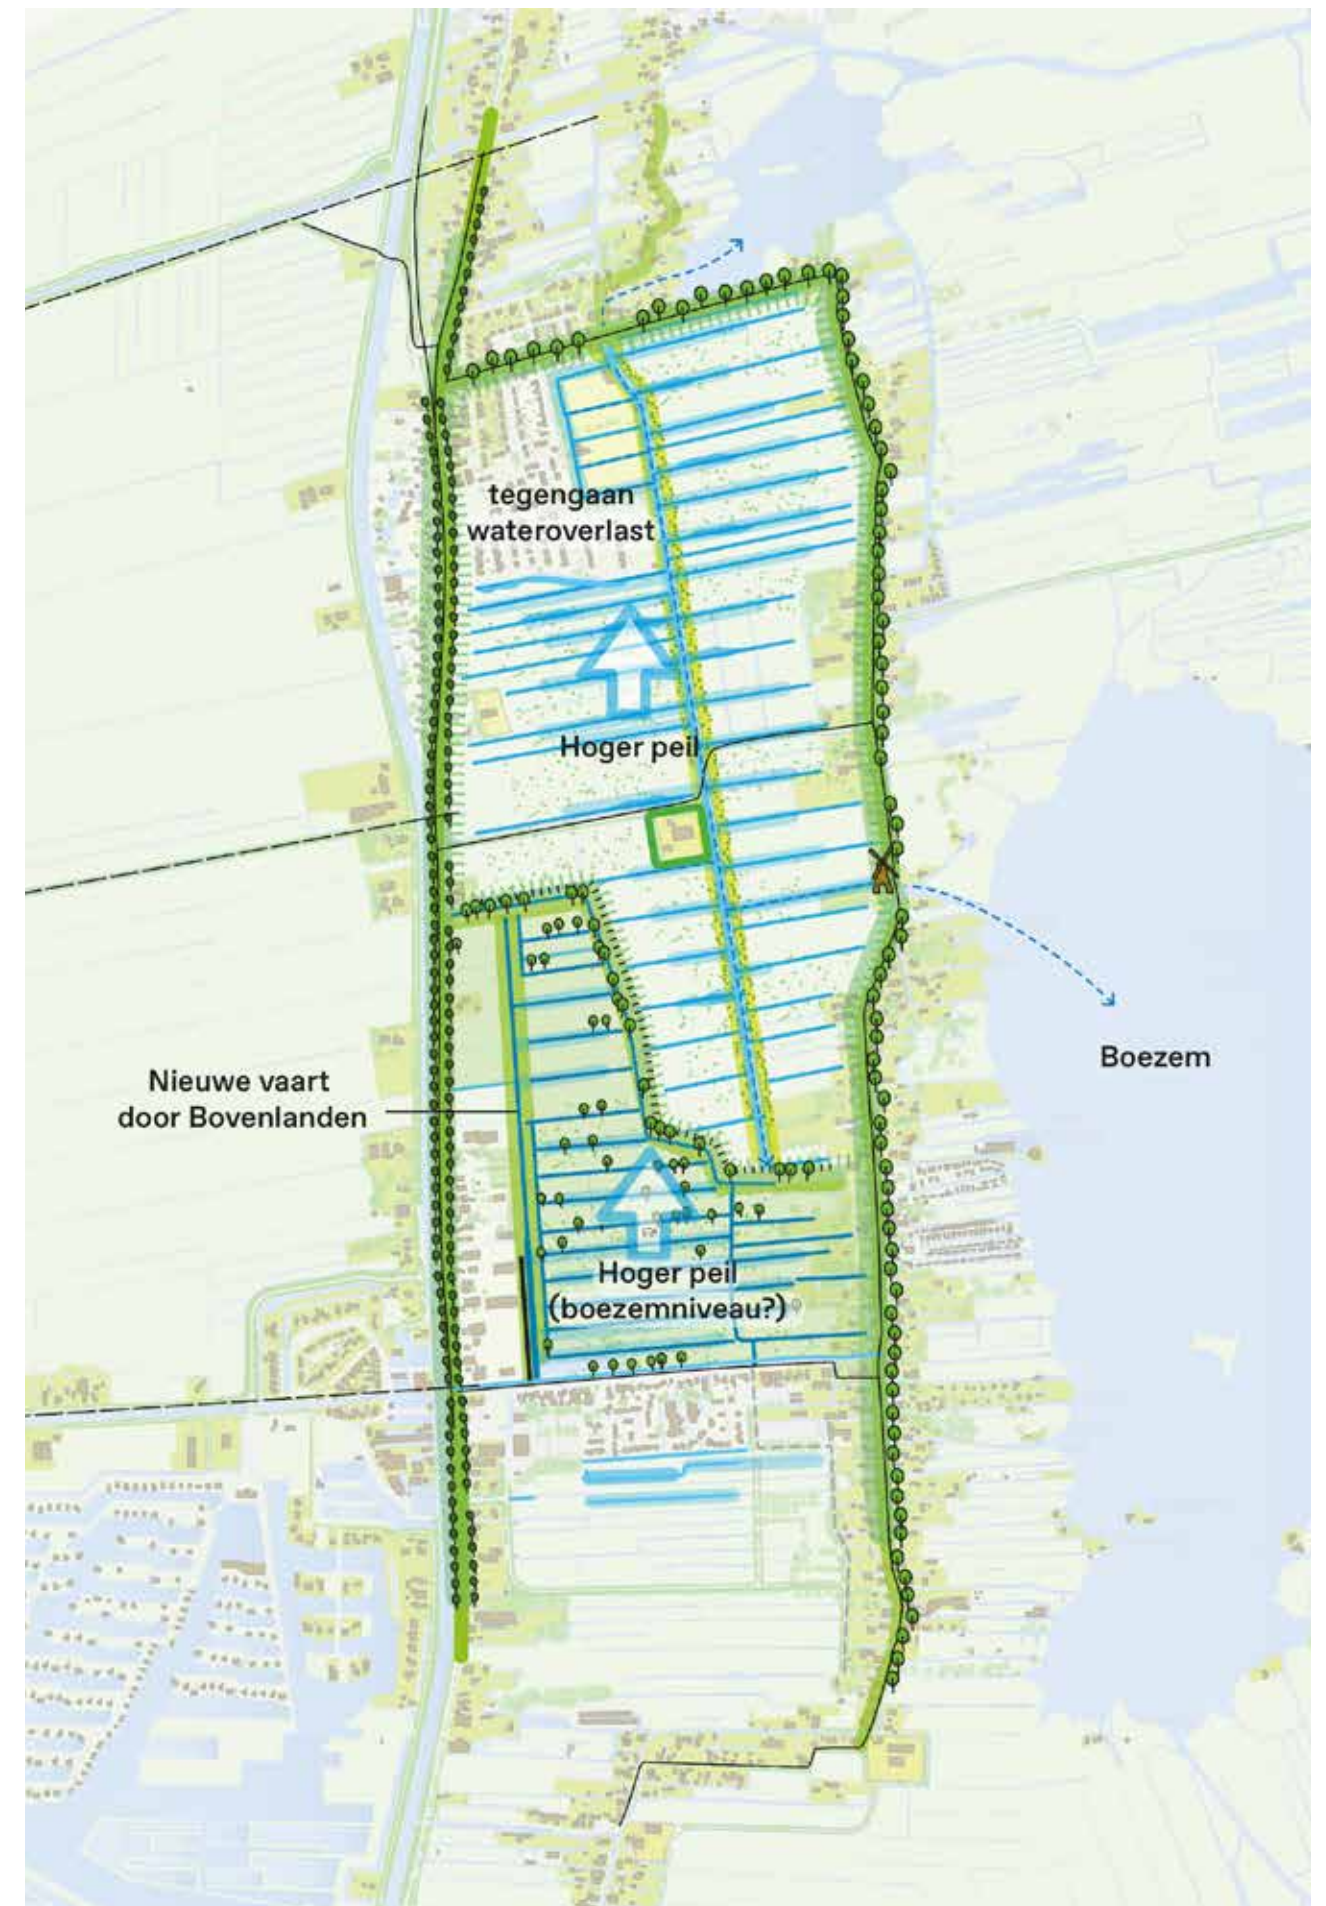 tegengaan
wateroverlast
Hoger peil
Boezem
Nieuwe vaart
door Bovenlanden
Hoger peil
(boezemniveau?)